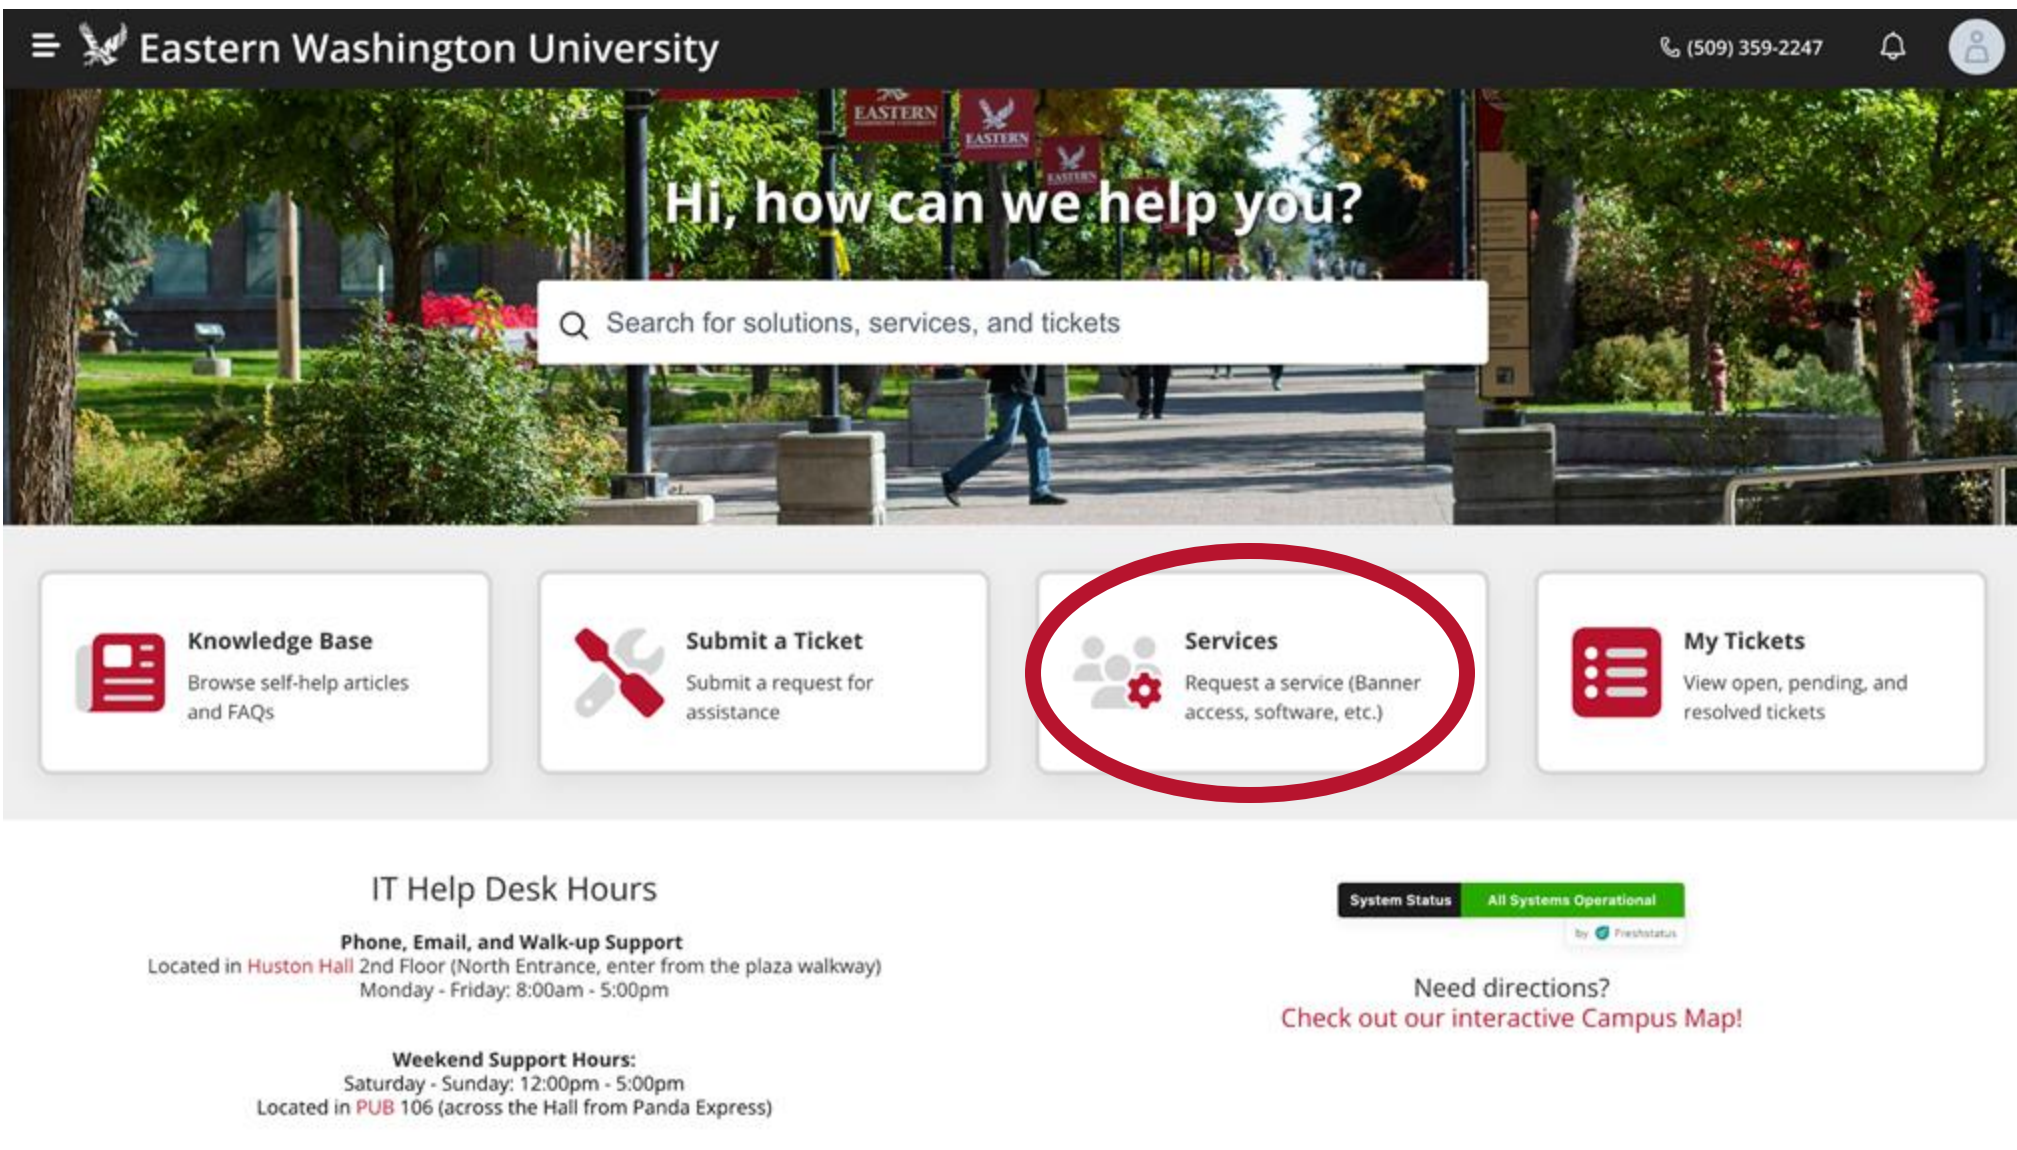 Eastern Washington University
(509) 359-2247
EASTERN
EASTERN
EASTERN
Hi, how can we help you?
Search for solutions, services, and tickets
Knowledge Base
Browse self-help articles
and FAQs
Submit a Ticket
Submit a request for
assistance
Services
Request a service (Banner
access, software, etc.)
My Tickets
View open, pending, and
resolved tickets
IT Help Desk Hours
Phone, Email, and Walk-up Support
Located in Huston Hall 2nd Floor (North Entrance, enter from the plaza walkway)
Monday - Friday: 8:00am - 5:00pm
Weekend Support Hours:
Saturday - Sunday: 12:00pm - 5:00pm
Located in PUB 106 (across the Hall from Panda Express)
System Status All Systems Operational
by Freshstatus
Need directions?
Check out our interactive Campus Map!